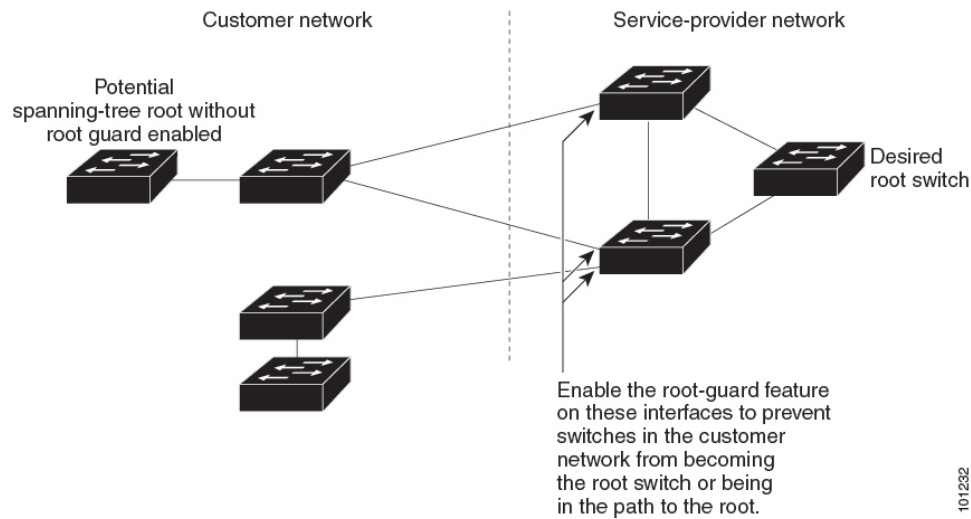 Customer network
Service-provider network
Potential
spanning-tree root without
root guard enabled
Desired
root switch
Enable the root-guard feature
on these interfaces to prevent
switches in the customer
network from becoming
the root switch or being
in the path to the root.
101232